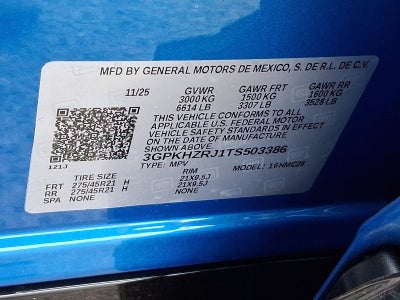 MFD BY GENERAL MOTORS DE MEXICO, S. DE R.L. DE C.V.
11/25 GVWR GAWR FRT GAWR RR
3000 KG 1500 KG 1600 KG
6614 LB 3307 LB 3528 LB
THIS VEHICLE CONFORMS TO ALL
APPLICABLE U.S. FEDERAL MOTOR
VEHICLE SAFETY STANDARDS IN EFFECT
ON THE DATE OF MANUFACTURE
SHOWN ABOVE.
3GPKHZRJ1TS503386
TYPE: MPV MODEL: 16HMC26
121J
TIRE SIZE RIM
FRT 275/45R21 H 21X9.5J
RR 275/45R21 H 21X9.5J
SPA NONE NONE